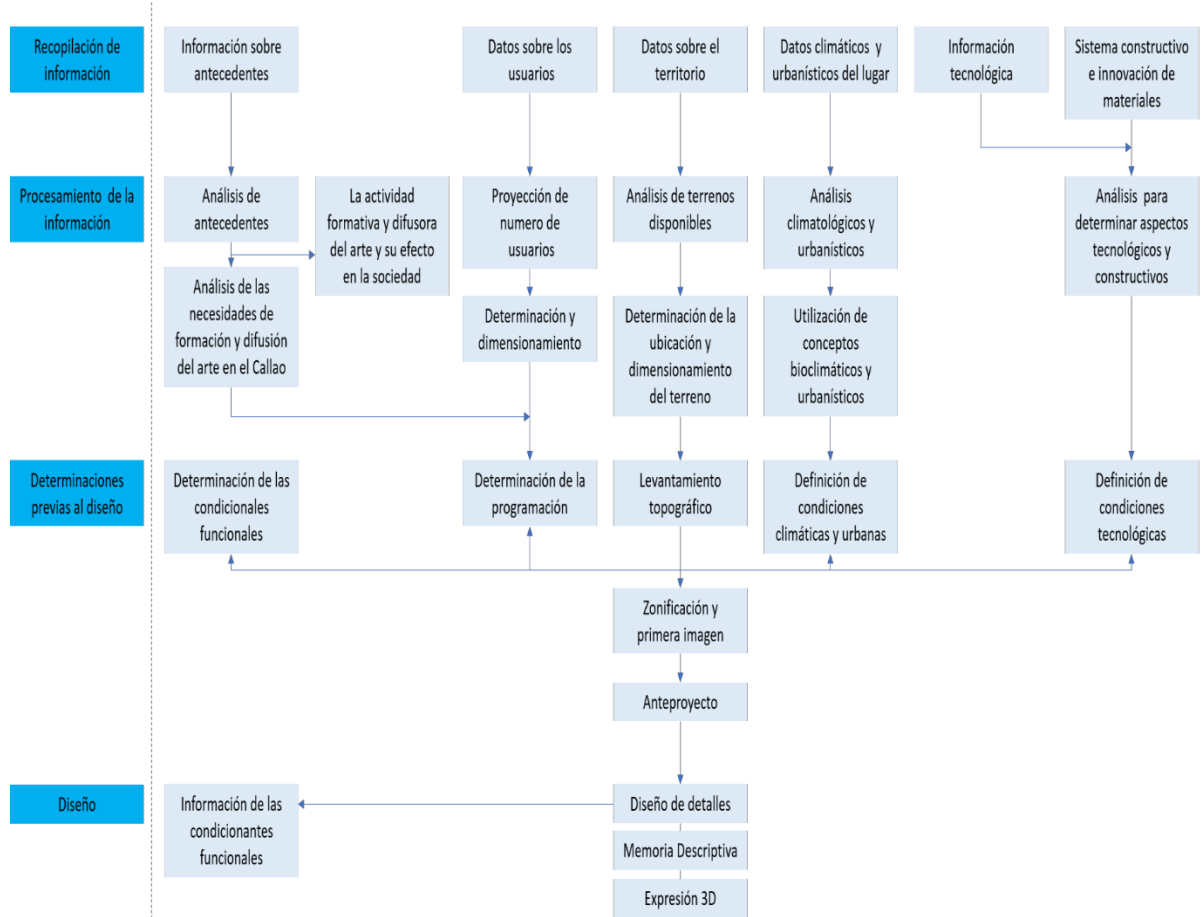 Recopilación de
información
Información sobre
antecedentes
Datos sobre los
usuarios
Datos sobre el
territorio
Datos climáticos y
urbanísticos del lugar
Información
tecnológica
Sistema constructivo
e innovación de
materiales
Procesamiento de la
información
Análisis de
antecedentes
La actividad
formativa y difusora
del arte y su efecto
en la sociedad
Proyección de
numero de
usuarios
Análisis de terrenos
disponibles
Análisis
climatológicos y
urbanísticos
Análisis para
determinar aspectos
tecnológicos y
constructivos
Análisis de las
necesidades de
formación y difusión
del arte en el Callao
Determinación y
dimensionamiento
Determinación de la
ubicación y
dimensionamiento
del terreno
Utilización de
conceptos
bioclimáticos y
urbanísticos
Determinaciones
previas al diseño
Determinación de las
condicionales
funcionales
Determinación de la
programación
Levantamiento
topográfico
Definición de
condiciones
climáticas y urbanas
Definición de
condiciones
tecnológicas
Zonificación y
primera imagen
Anteproyecto
Diseño
Información de las
condicionantes
funcionales
Diseño de detalles
Memoria Descriptiva
Expresión 3D